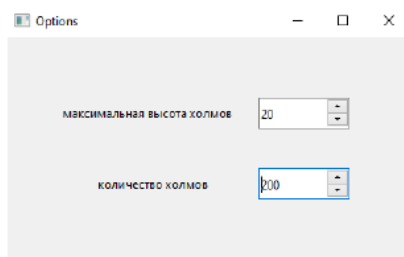 Options
максимальная высота холмов
20
количество холмов
200